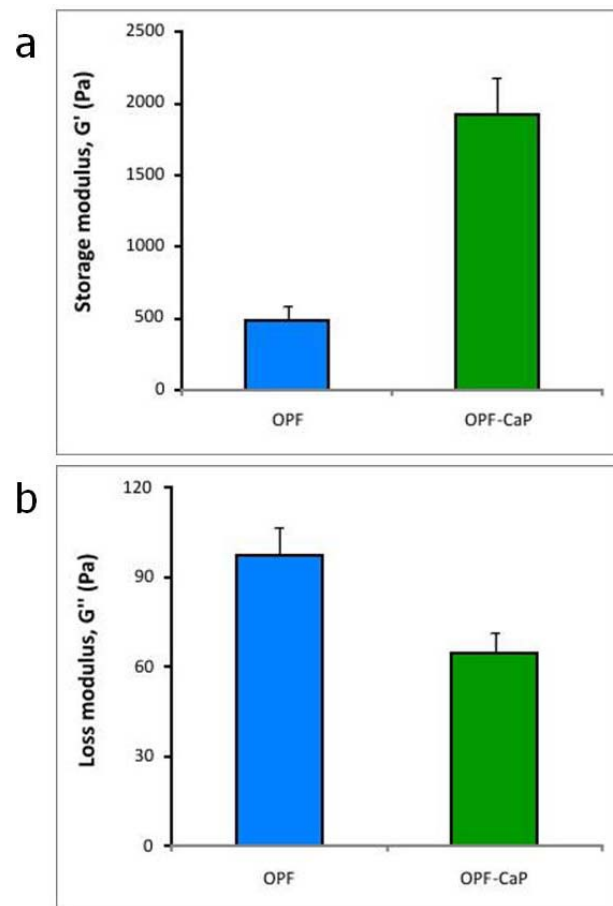 a
Storage modulus, G' (Pa)
2500
2000
1500
1000
500
0
OPF
OPF-CaP
b
Loss modulus, G'' (Pa)
120
90
60
30
0
OPF
OPF-CaP